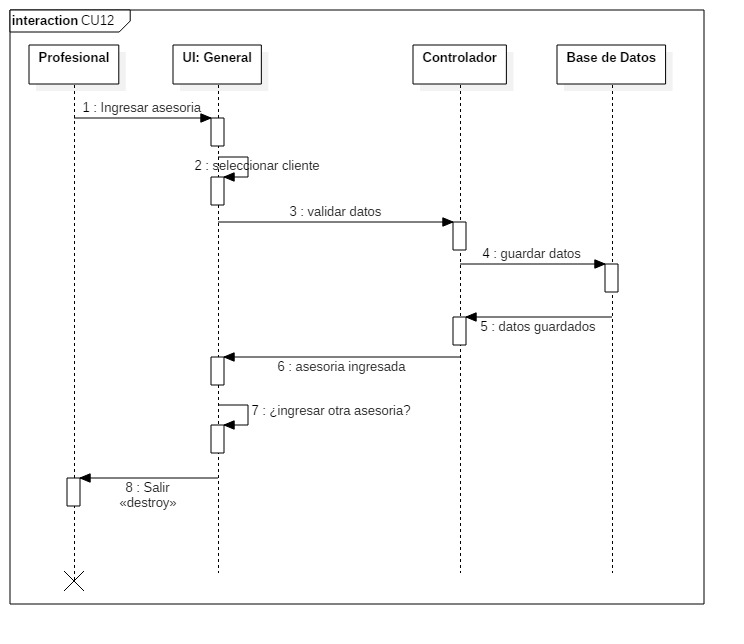 interaction CU12
Profesional
UI: General
Controlador
Base de Datos
1 : Ingresar asesoria
2 : seleccionar cliente
3 : validar datos
4 : guardar datos
5 : datos guardados
6 : asesoria ingresada
7 : ¿ingresar otra asesoria?
8 : Salir
«destroy»